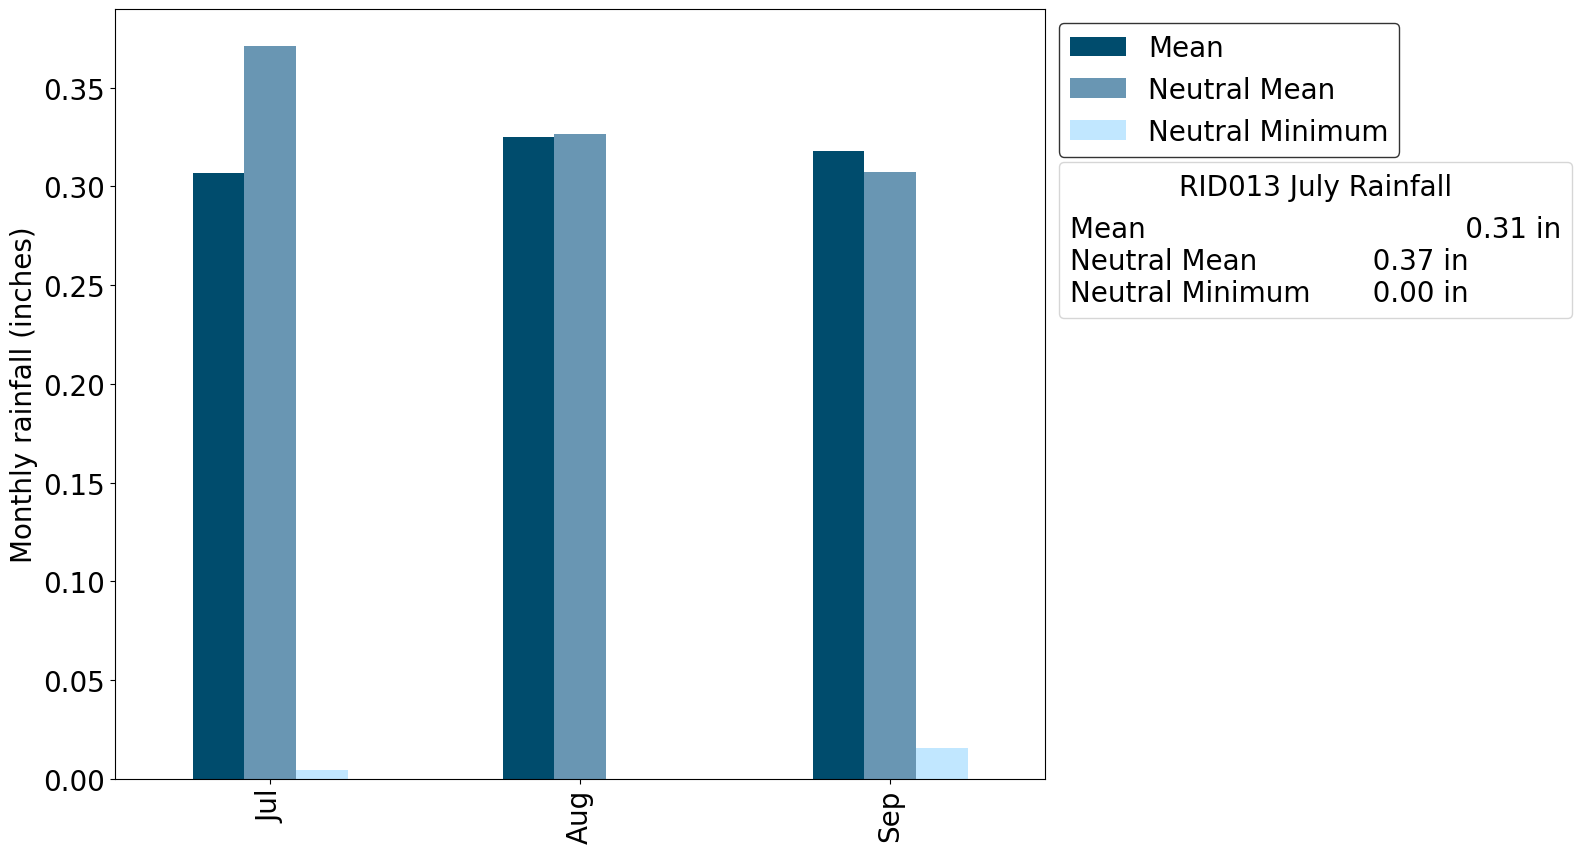 Monthly rainfall (inches)
0.35
0.30
0.25
0.20
0.15
0.10
0.05
0.00
Jul
Aug
Sep
Mean
Neutral Mean
Neutral Minimum
RID013 July Rainfall
Mean 0.31 in
Neutral Mean 0.37 in
Neutral Minimum 0.00 in